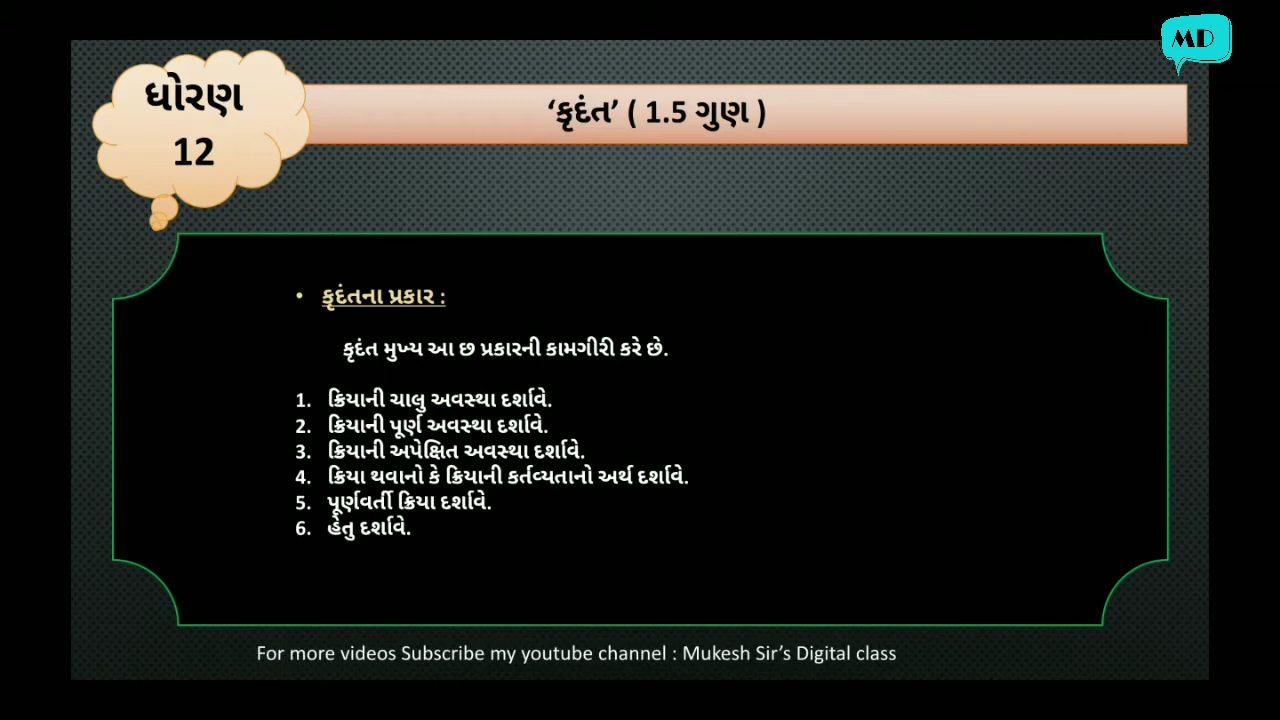 MD
ધોરણ
12
‘કૃદંત’ ( 1.5 ગુણ )
• કૃદંતના પ્રકાર :
કૃદંત મુખ્ય આ છ પ્રકારની કામગીરી કરે છે.
1. ક્રિયાની ચાલુ અવસ્થા દર્શાવે.
2. ક્રિયાની પૂર્ણ અવસ્થા દર્શાવે.
3. ક્રિયાની અપેક્ષિત અવસ્થા દર્શાવે.
4. ક્રિયા થવાનો કે ક્રિયાની કર્તવ્યતાનો અર્થ દર્શાવે.
5. પૂર્ણવર્તી ક્રિયા દર્શાવે.
6. હેતુ દર્શાવે.
For more videos Subscribe my youtube channel : Mukesh Sir’s Digital class